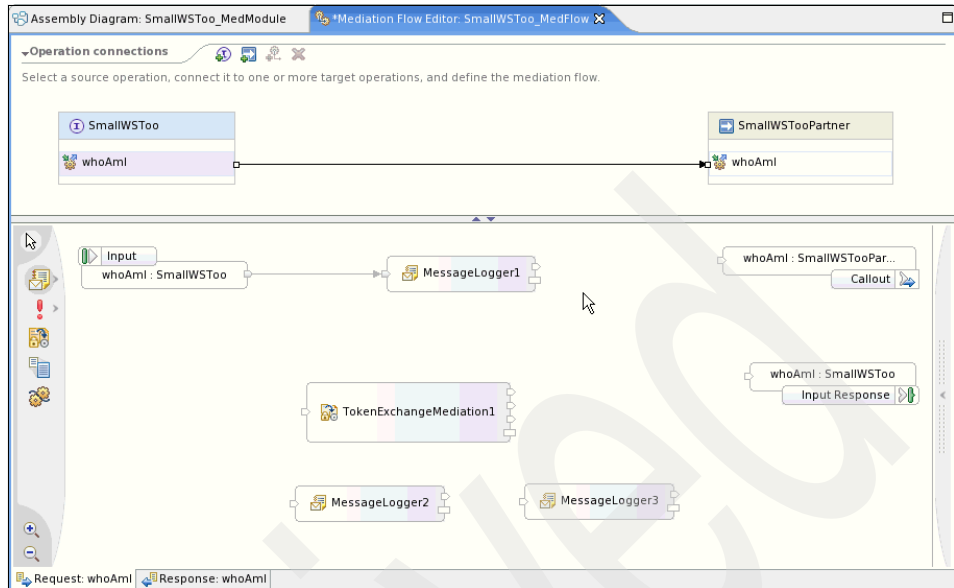 Assembly Diagram: SmallWSToo_MedModule
*Mediation Flow Editor: SmallWSToo_MedFlow
Operation connections
Select a source operation, connect it to one or more target operations, and define the mediation flow.
SmallWSToo
whoAmI
SmallWSTooPartner
whoAmI
Input
whoAmI : SmallWSToo
MessageLogger1
whoAmI : SmallWSTooPar...
Callout
whoAmI : SmallWSToo
Input Response
TokenExchangeMediation1
MessageLogger2
MessageLogger3
Request: whoAmI
Response: whoAmI